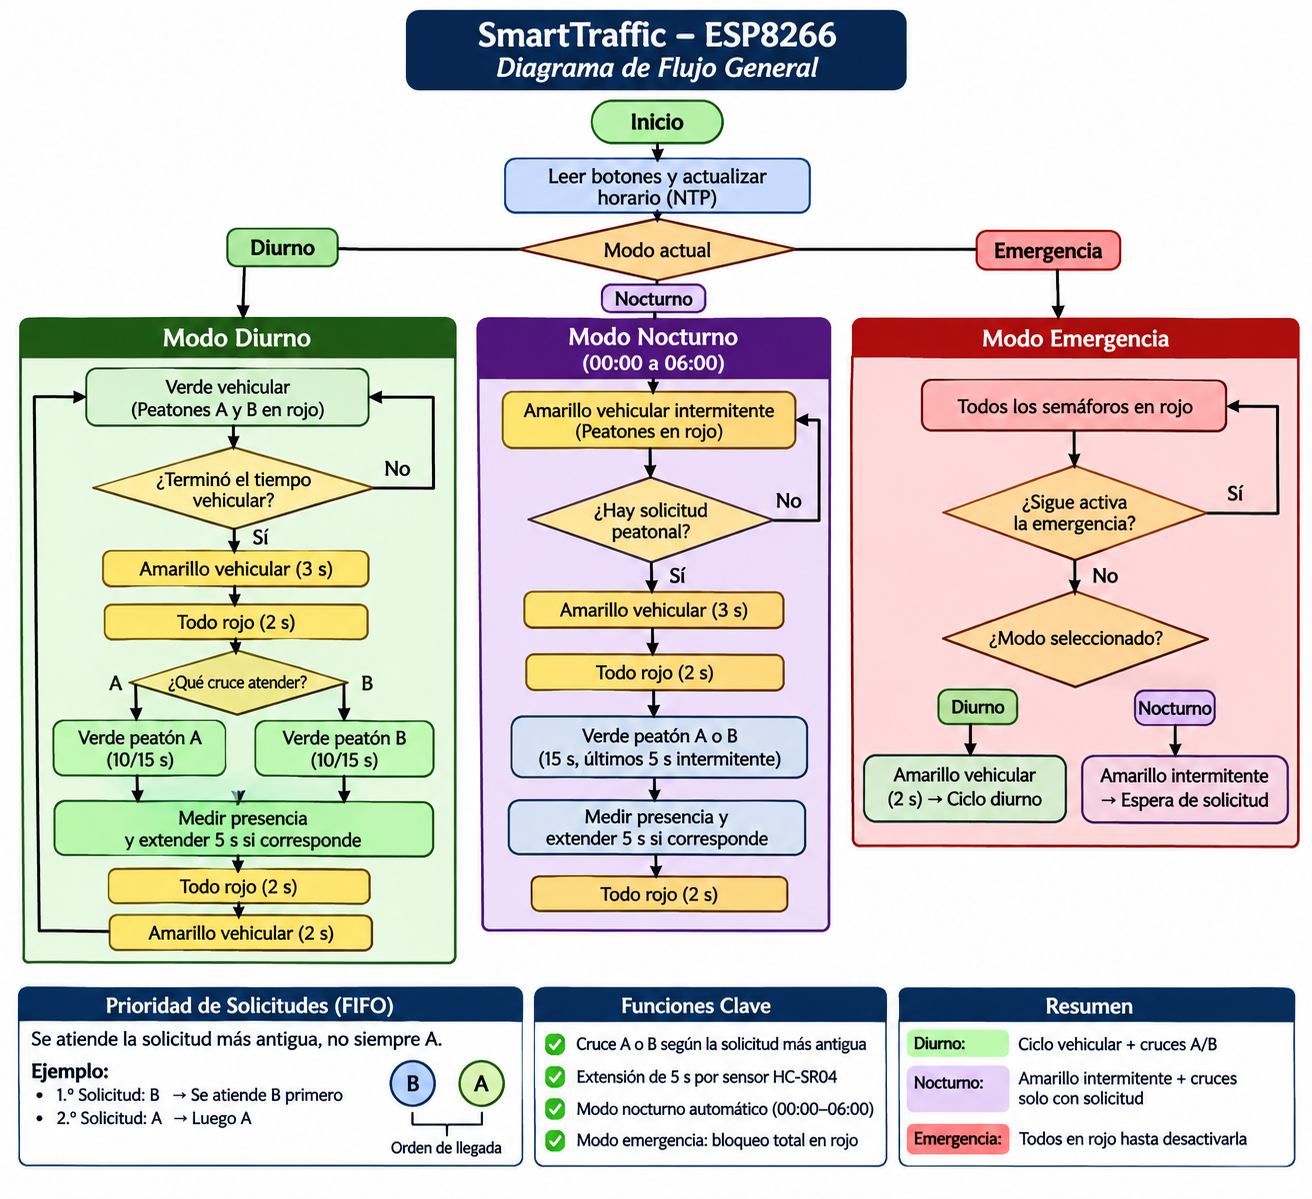 SmartTraffic – ESP8266
Diagrama de Flujo General
Inicio
Leer botones y actualizar
horario (NTP)
Modo actual
Diurno
Nocturno
Emergencia
Modo Diurno
Verde vehicular
(Peatones A y B en rojo)
¿Terminó el tiempo
vehicular?
No
Sí
Amarillo vehicular (3 s)
Todo rojo (2 s)
¿Qué cruce atender?
A
B
Verde peatón A
(10/15 s)
Verde peatón B
(10/15 s)
Medir presencia
y extender 5 s si corresponde
Todo rojo (2 s)
Amarillo vehicular (2 s)
Modo Nocturno
(00:00 a 06:00)
Amarillo vehicular intermitente
(Peatones en rojo)
¿Hay solicitud
peatonal?
No
Sí
Amarillo vehicular (3 s)
Todo rojo (2 s)
Verde peatón A o B
(15 s, últimos 5 s intermitente)
Medir presencia y
extender 5 s si corresponde
Todo rojo (2 s)
Modo Emergencia
Todos los semáforos en rojo
¿Sigue activa
la emergencia?
Sí
No
¿Modo seleccionado?
Diurno
Nocturno
Amarillo vehicular
(2 s) → Ciclo diurno
Amarillo intermitente
→ Espera de solicitud
Prioridad de Solicitudes (FIFO)
Se atiende la solicitud más antigua, no siempre A.
Ejemplo:
• 1.º Solicitud: B → Se atiende B primero
• 2.º Solicitud: A → Luego A
B
A
Orden de llegada
Funciones Clave
Cruce A o B según la solicitud más antigua
Extensión de 5 s por sensor HC-SR04
Modo nocturno automático (00:00–06:00)
Modo emergencia: bloqueo total en rojo
Resumen
Diurno: Ciclo vehicular + cruces A/B
Nocturno: Amarillo intermitente + cruces
solo con solicitud
Emergencia: Todos en rojo hasta desactivarla